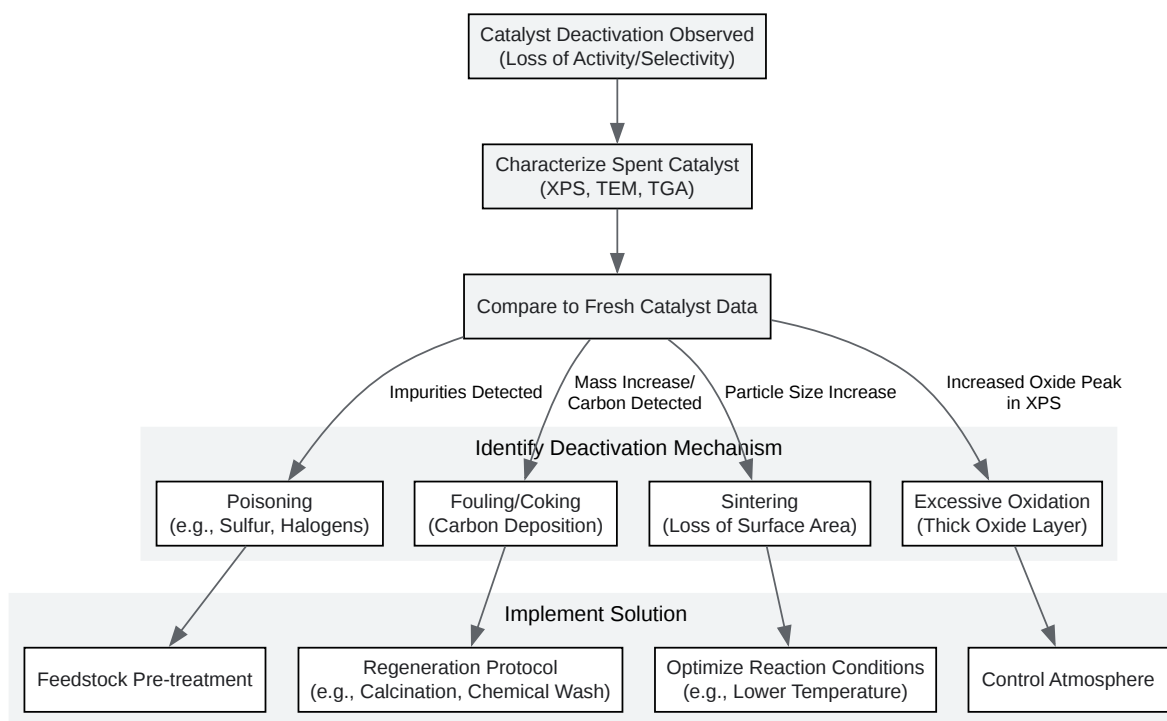 Catalyst Deactivation Observed
(Loss of Activity/Selectivity)
Characterize Spent Catalyst
(XPS, TEM, TGA)
Compare to Fresh Catalyst Data
Impurities Detected
Mass Increase/
Carbon Detected
Particle Size Increase
Increased Oxide Peak
in XPS
Identify Deactivation Mechanism
Poisoning
(e.g., Sulfur, Halogens)
Fouling/Coking
(Carbon Deposition)
Sintering
(Loss of Surface Area)
Excessive Oxidation
(Thick Oxide Layer)
Implement Solution
Feedstock Pre-treatment
Regeneration Protocol
(e.g., Calcination, Chemical Wash)
Optimize Reaction Conditions
(e.g., Lower Temperature)
Control Atmosphere